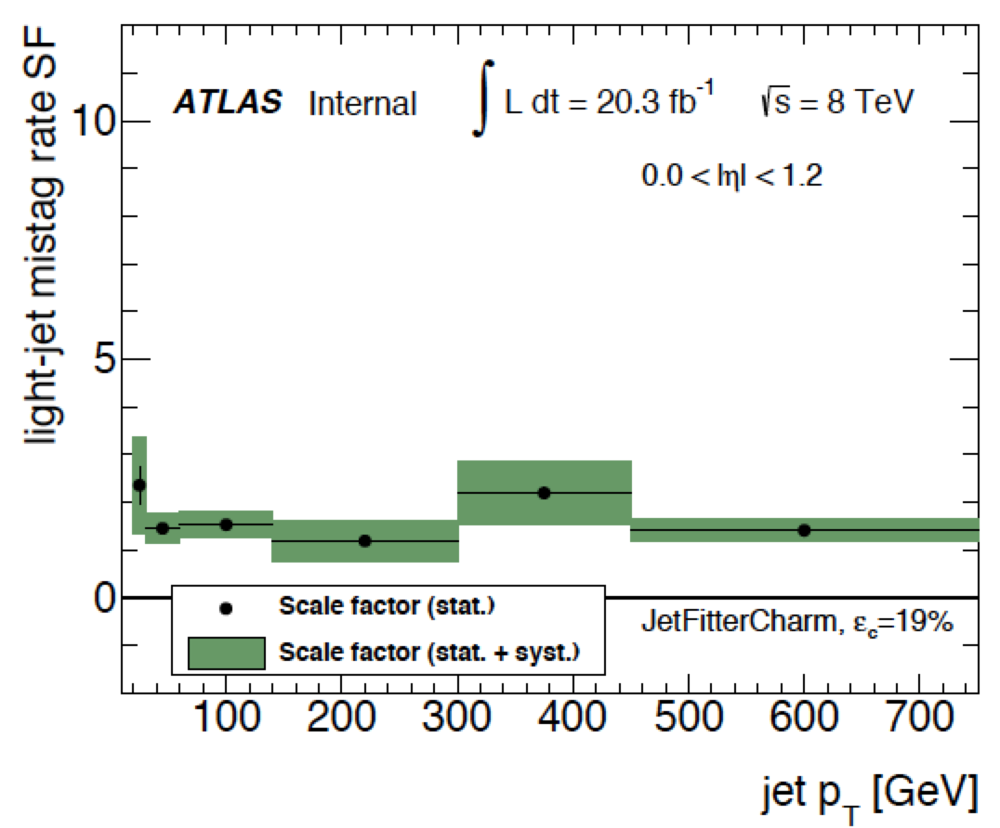 light-jet mistag rate SF
ATLAS Internal ∫ L dt = 20.3 fb⁻¹ √s = 8 TeV
0.0 < |η| < 1.2
10
5
0
Scale factor (stat.)
Scale factor (stat. + syst.)
JetFitterCharm, ε_c=19%
100 200 300 400 500 600 700
jet p_T [GeV]